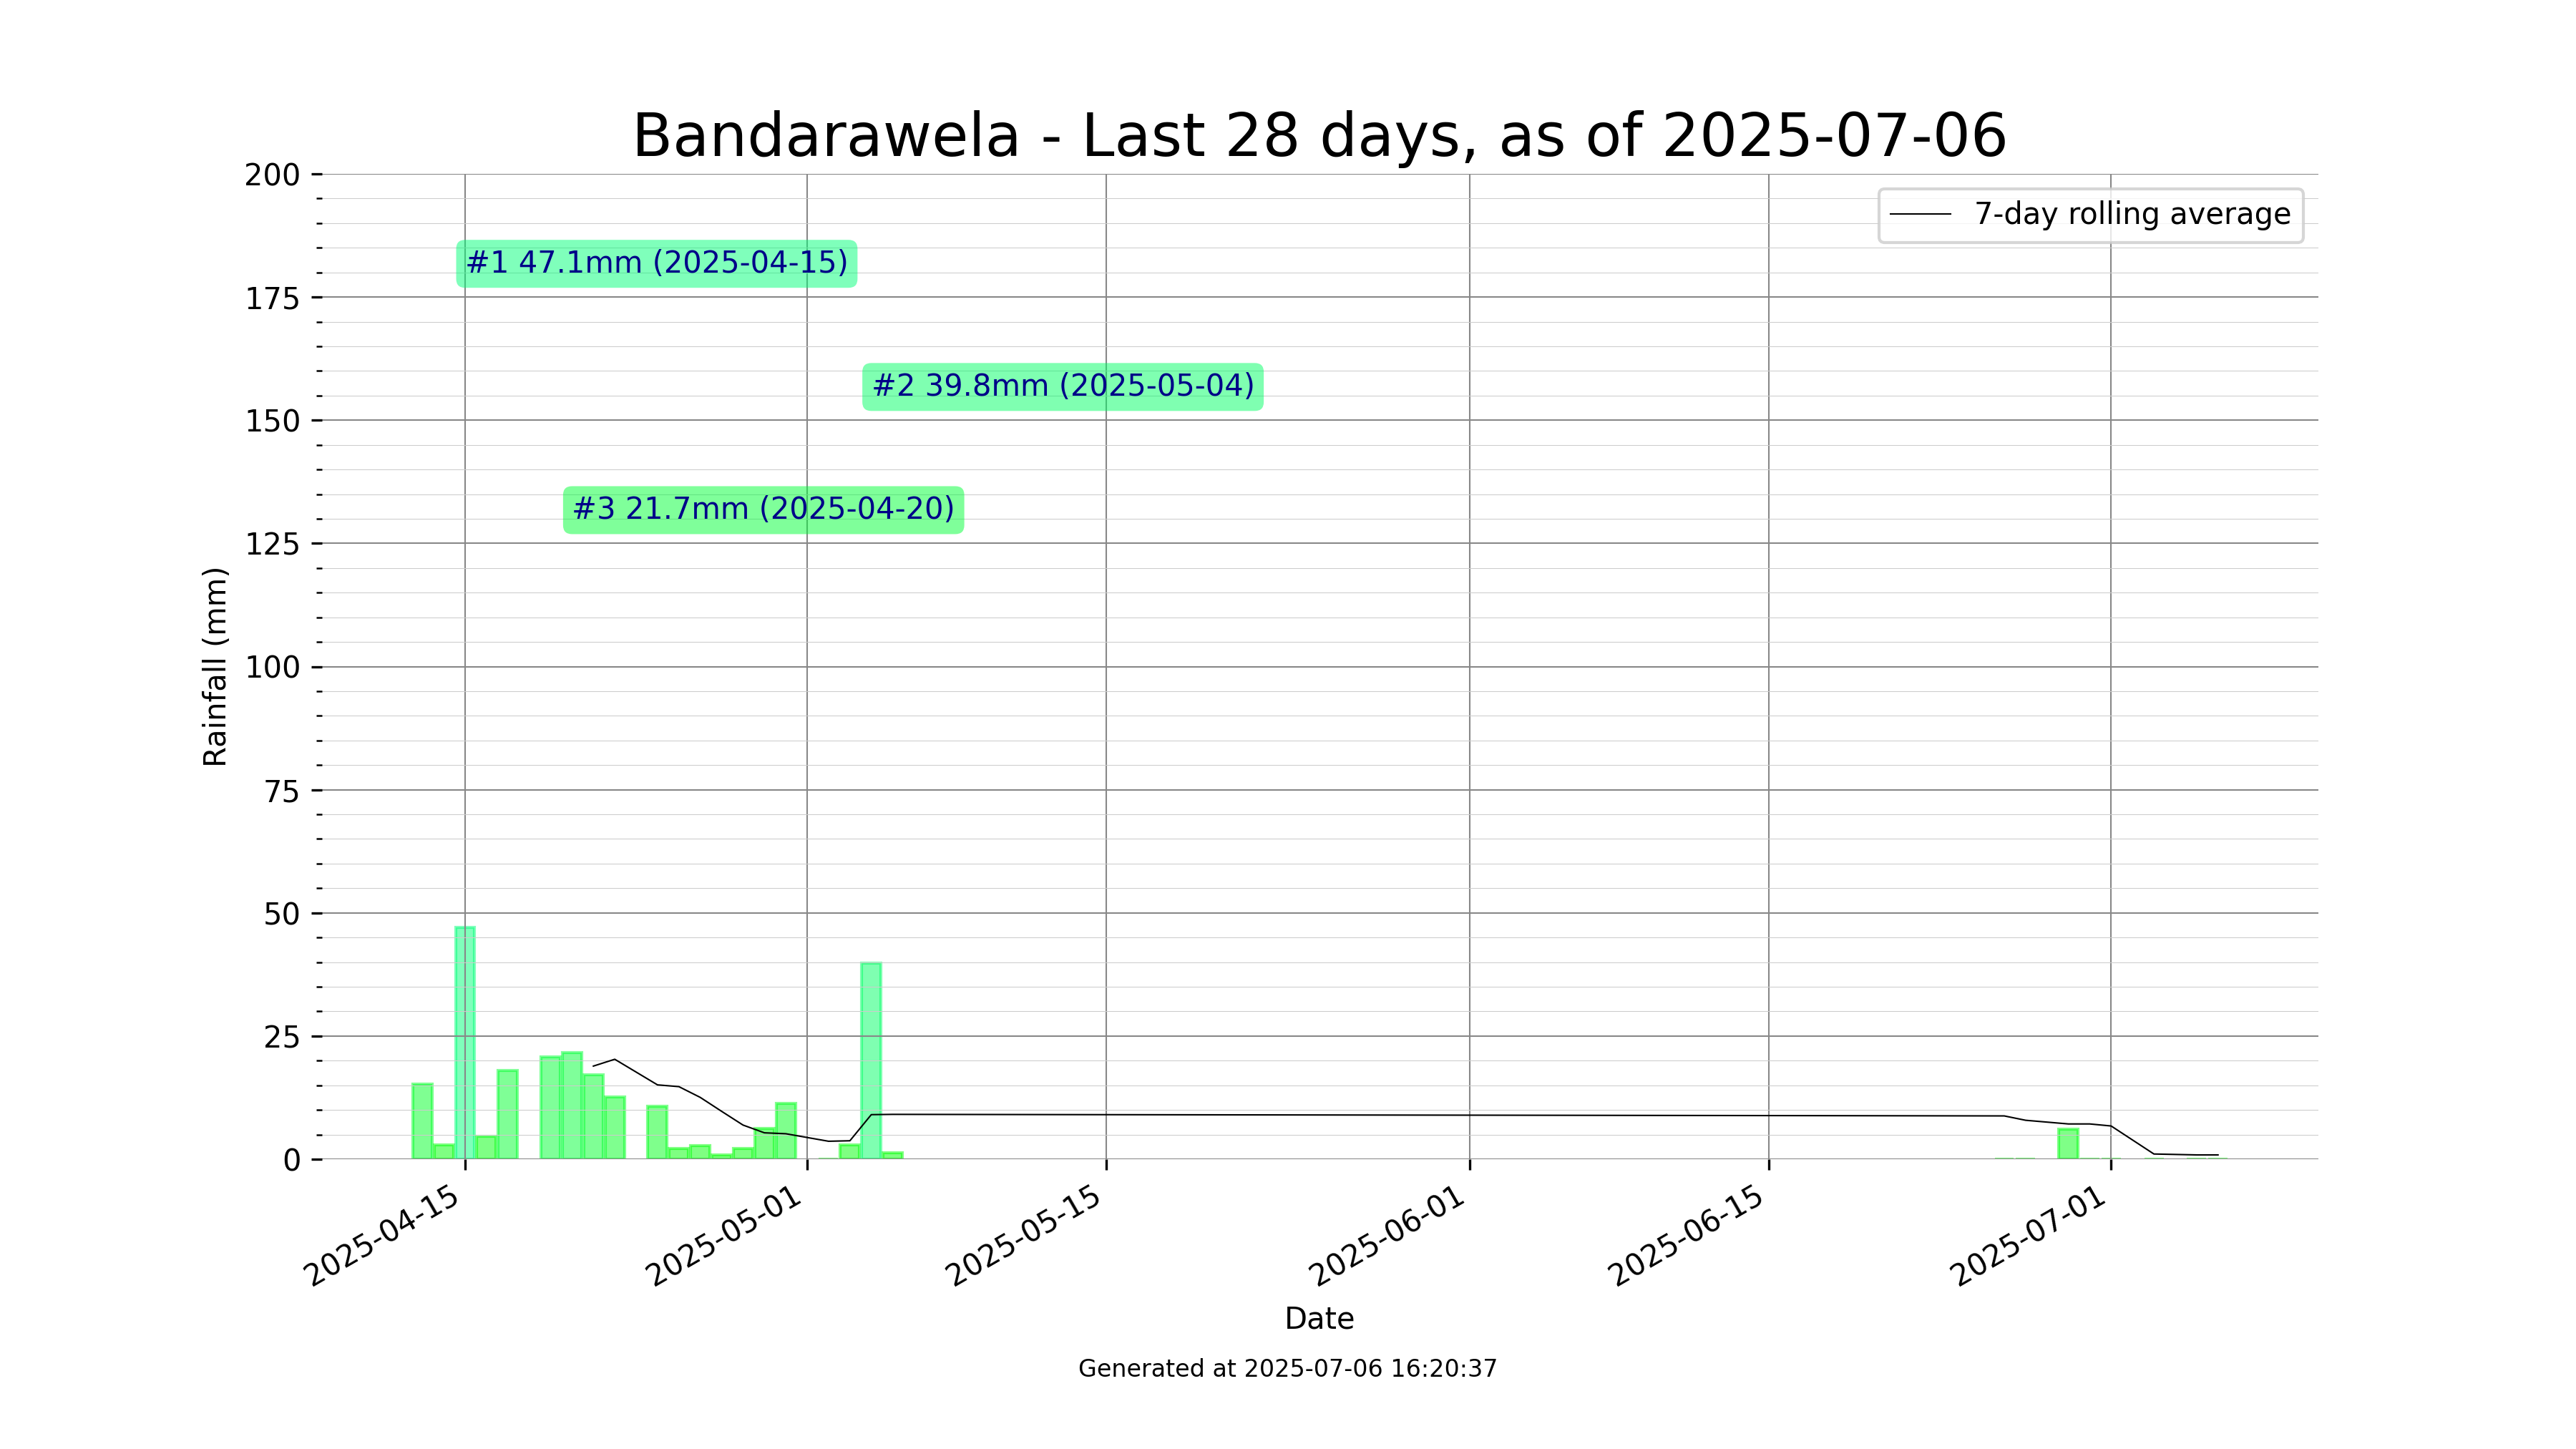 Bandarawela - Last 28 days, as of 2025-07-06
200
175
150
125
100
75
50
25
0
Rainfall (mm)
7-day rolling average
#1 47.1mm (2025-04-15)
#2 39.8mm (2025-05-04)
#3 21.7mm (2025-04-20)
2025-04-15
2025-05-01
2025-05-15
2025-06-01
2025-06-15
2025-07-01
Date
Generated at 2025-07-06 16:20:37